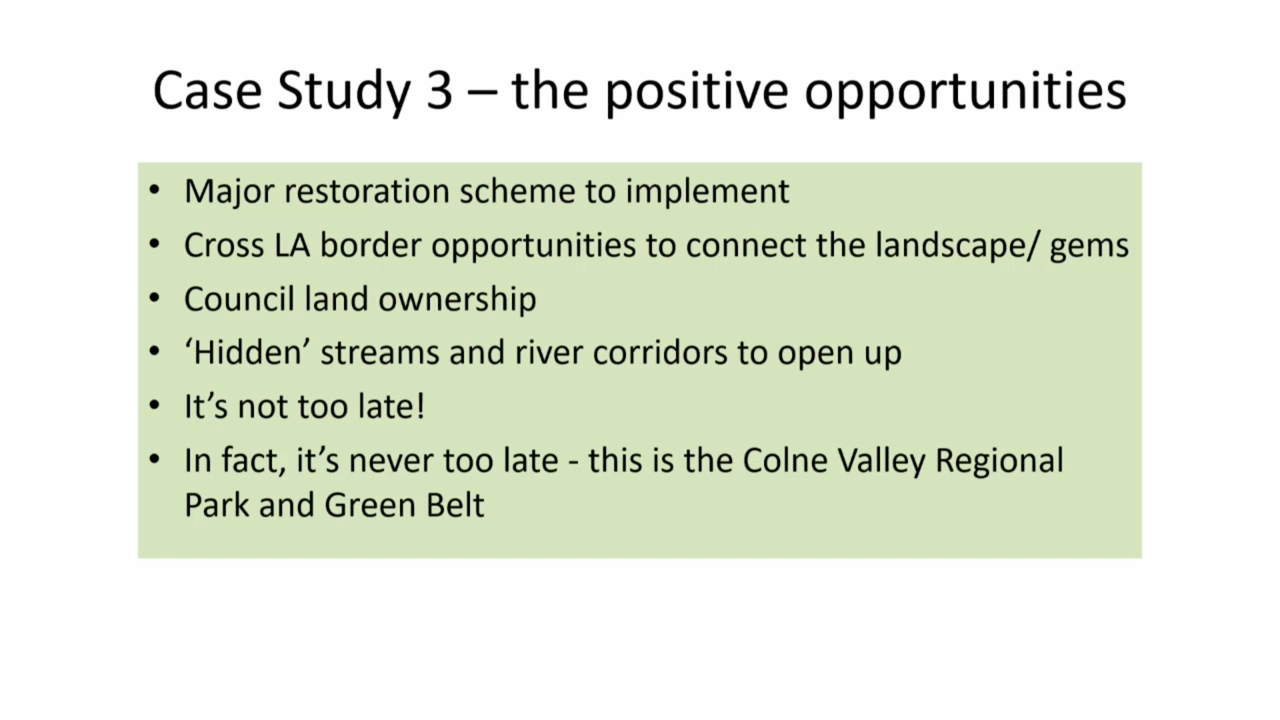 Case Study 3 – the positive opportunities
• Major restoration scheme to implement
• Cross LA border opportunities to connect the landscape/ gems
• Council land ownership
• ‘Hidden’ streams and river corridors to open up
• It’s not too late!
• In fact, it’s never too late - this is the Colne Valley Regional
Park and Green Belt